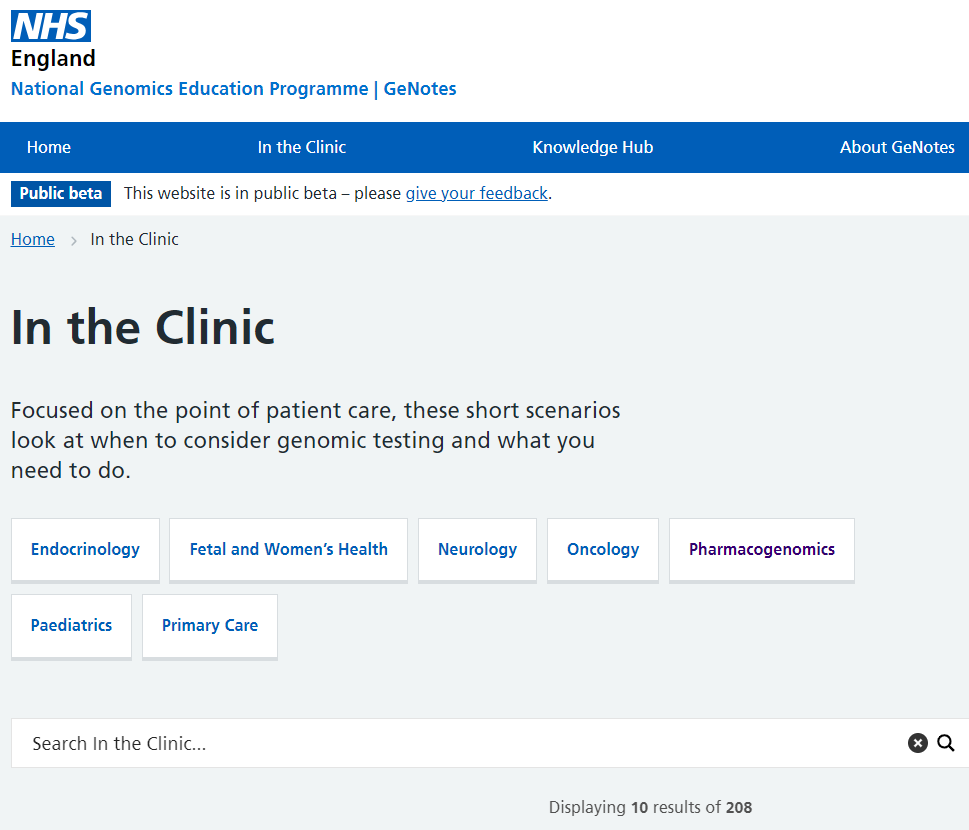 NHS
England
National Genomics Education Programme | GeNotes
Home In the Clinic Knowledge Hub About GeNotes
Public beta This website is in public beta – please give your feedback.
Home In the Clinic
In the Clinic
Focused on the point of patient care, these short scenarios
look at when to consider genomic testing and what you
need to do.
Endocrinology Fetal and Women’s Health Neurology Oncology Pharmacogenomics
Paediatrics Primary Care
Search In the Clinic...
Displaying 10 results of 208